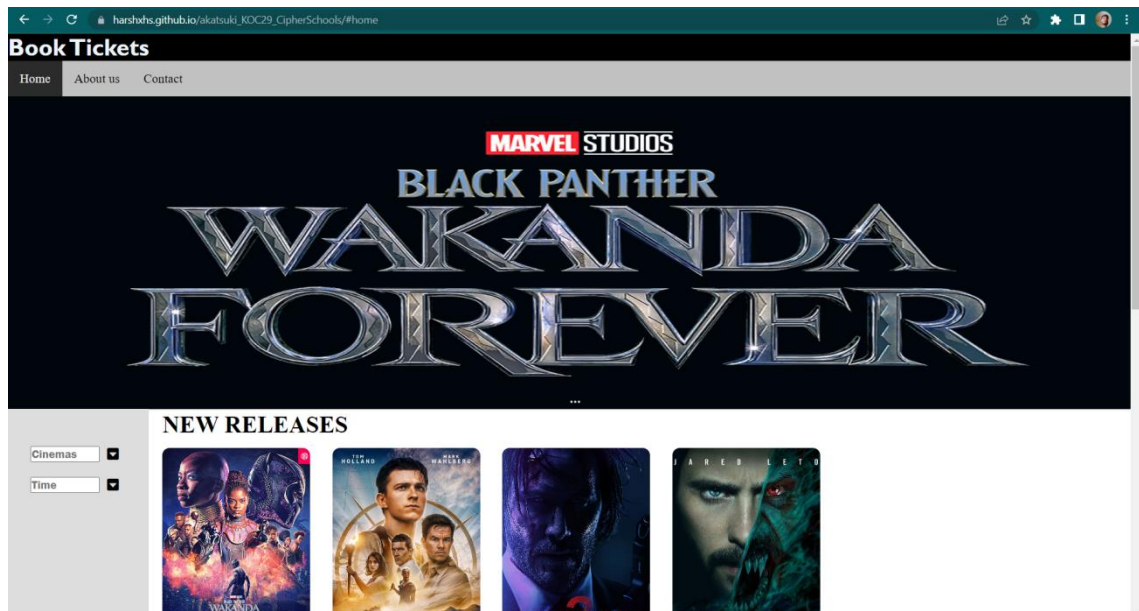 harshxhs.github.io/akatsuki_KOC29_CipherSchools/#home
Book Tickets
Home About us Contact
MARVEL STUDIOS
BLACK PANTHER
WAKANDA
FOREVER
...
NEW RELEASES
Cinemas
Time
TOM HOLLAND MARK WAHLBERG
JARED LETO
WAKANDA